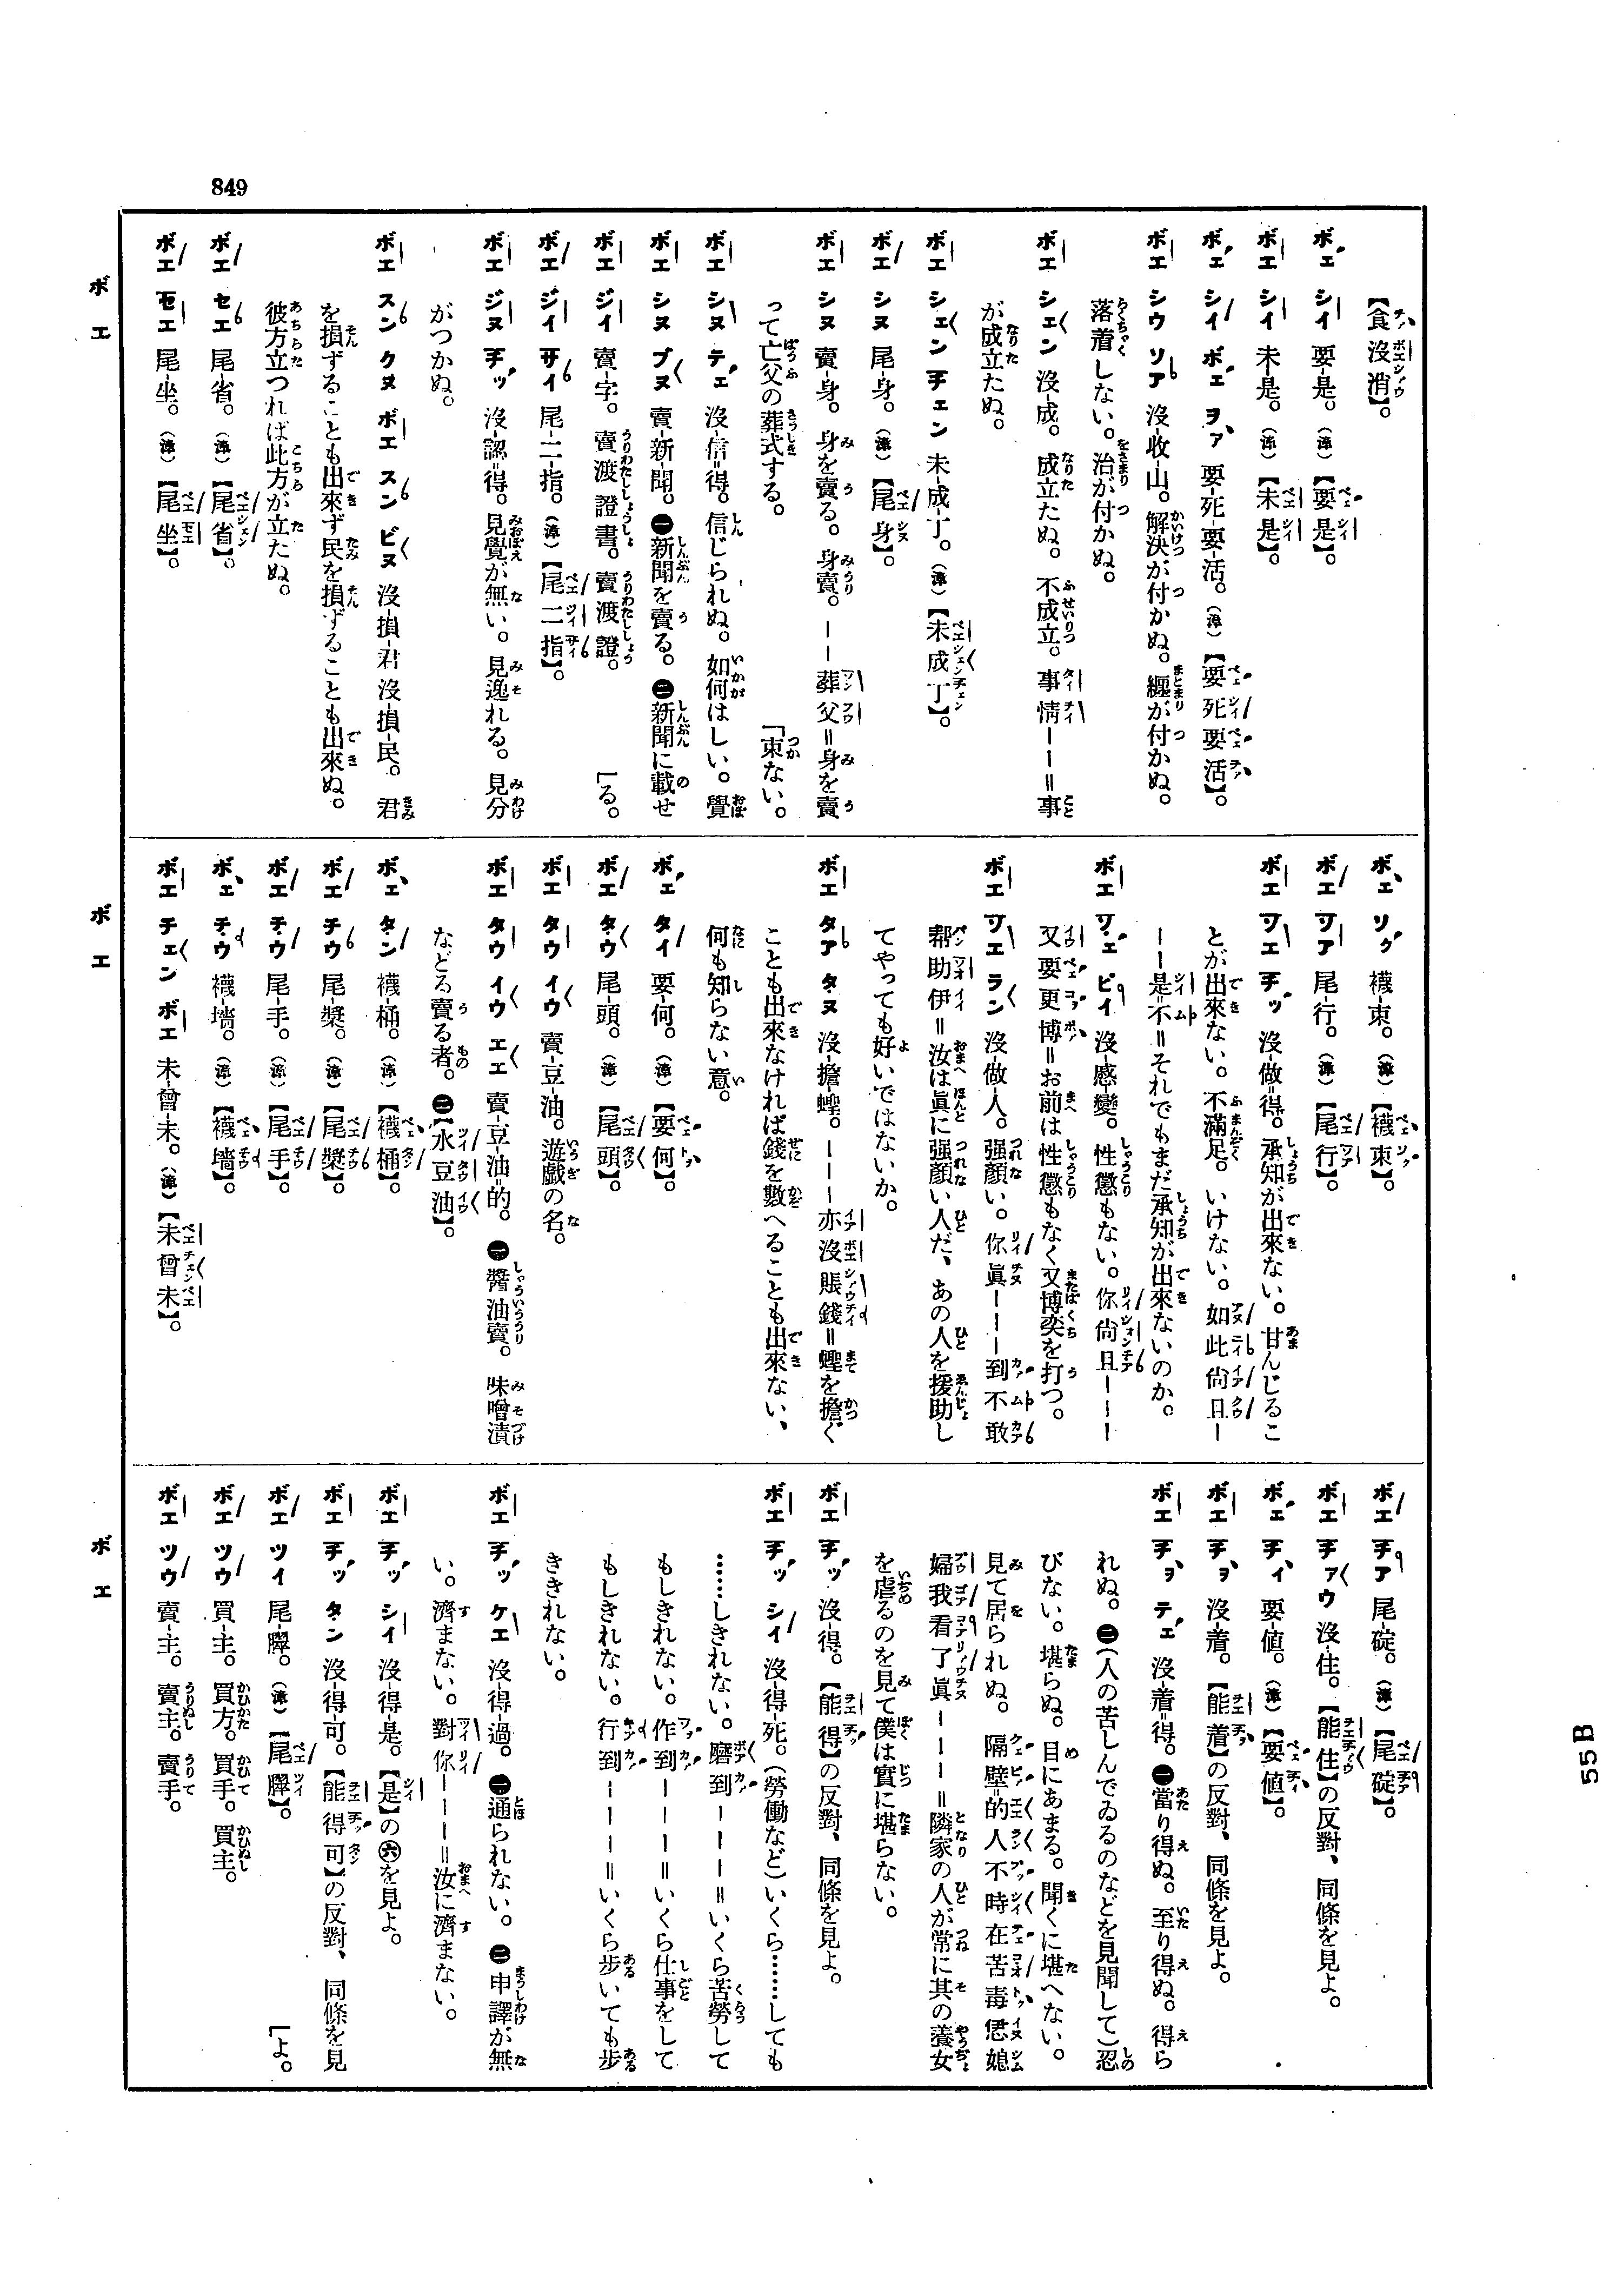 849
【食沒消】。
ボエ シイ 要-是。（漳）【要是】。
ボエ シイ 未-是。（漳）【未是】。
ボエ シイ ボエ ヲァ 要-死-要-活。（漳）【要死要活】。
ボエ シウ ソア 沒-收-山。解決が付かぬ。纏が付かぬ。
落着しない。治が付かぬ。
ボエ シェン 沒-成。成立たぬ。不成立。事情――＝事
が成立たぬ。
ボエ シェン チェン 未-成-丁。（漳）【未成丁】。
ボエ シヌ 尾-身。（漳）【尾身】。
ボエ シヌ 賣-身。身を賣る。身賣。――葬父＝身を賣
って亡父の葬式する。 「束ない。
ボエ シヌ テェ 沒-信=得。信じられぬ。如何はしい。覺
ボエ シヌ ブヌ 賣-新-聞。㊀新聞を賣る。㊁新聞に載せ
ボエ ジイ 賣-字。賣渡證書。賣渡證。 「る。
ボエ ジイ サイ 尾-二-指。（漳）【尾二指】。
ボエ ジヌ チッ 沒-認=得。見覺が無い。見逸れる。見分
がつかぬ。
ボエ スン クヌ ボエ スン ビヌ 沒-損-君 沒-損-民。君
を損ずることも出來ず民を損ずることも出來ぬ。
彼方立つれば此方が立たぬ。
ボエ セエ 尾-省。（漳）【尾省】。
ボエ セエ 尾-坐。（漳）【尾坐】。
ボエ
ボエ ソク 襪-束。（漳）【襪束】。
ボエ ソア 尾-行。（漳）【尾行】。
ボエ ソエ チッ 沒-做=得。承知が出來ない。甘んじるこ
とが出來ない。不滿足。いけない。如此尙且―
――是=不＝それでもまだ承知が出來ないのか。
ボエ ソエ ピイ 沒-感-變。性懲もない。你尙且―――
又要更博＝お前は性懲もなく又博奕を打つ。
ボエ ソエ ラン 沒-做-人。强顏い。你眞―――到不敢
幇助伊＝汝は眞に强顏い人だ、あの人を援助し
てやっても好いではないか。
ボエ タア タヌ 沒-擔-蟶。―――亦沒賬錢＝蟶を擔ぐ
ことも出來なければ錢を數へることも出來ない、
何も知らない意。
ボエ タイ 要-何。（漳）【要何】。
ボエ タウ 尾-頭。（漳）【尾頭】。
ボエ タウ イウ 賣-豆-油。遊戲の名。
ボエ タウ イウ エエ 賣-豆-油=的。㊀醬油賣。味噌漬
などる賣る者。㊁【水豆油】。
ボエ タン 襪-桶。（漳）【襪桶】。
ボエ チウ 尾-槳。（漳）【尾槳】。
ボエ チウ 尾-手。（漳）【尾手】。
ボエ チウ 襪-墻。（漳）【襪墻】。
ボエ チェン ボエ 未-曾-未。（漳）【未曾未】。
ボエ
ボエ チア 尾-碇。（漳）【尾碇】。
ボエ チァウ 沒-住。【能住】の反對、同條を見よ。
ボエ チイ 要-値。（漳）【要値】。
ボエ チヲ 沒-着。【能着】の反對、同條を見よ。
ボエ チヲ テェ 沒-着=得。㊀當り得ぬ。至り得ぬ。得ら
れぬ。㊁（人の苦しんでゐるのなどを見聞して）忍
びない。堪らぬ。目にあまる。聞くに堪へない。
見て居られぬ。隔壁=的人不時在苦毒恁媳
婦我看了眞――――＝隣家の人が常に其の養女
を虐るのを見て僕は實に堪らない。
ボエ チッ 沒-得。【能得】の反對、同條を見よ。
ボエ チッ シイ 沒-得-死。（勞働など）いくら……しても
……しきれない。磨到――――＝いくら苦勞して
もしきれない。作到――――＝いくら仕事をして
もしきれない。行到――――＝いくら步いても步
ききれない。
ボエ チッ ケエ 沒-得-過。㊀通られない。㊁申譯が無
い。濟まない。對你――――＝汝に濟まない。
ボエ チッ シイ 沒-得-是。【是】の㊅を見よ。
ボエ チッ タン 沒-得-可。【能得可】の反對、同條を見
ボエ ツイ 尾-脽。（漳）【尾脽】。 「よ。
ボエ ツウ 買-主。買方。買手。買主。
ボエ ツウ 賣-主。賣主。賣手。
ボエ
55B